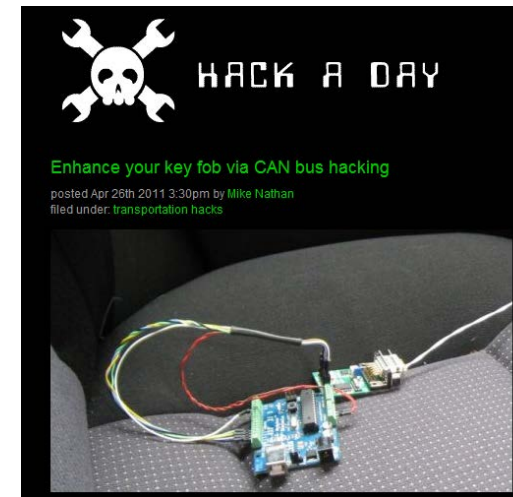 HACK A DAY
Enhance your key fob via CAN bus hacking
posted Apr 26th 2011 3:30pm by Mike Nathan
filed under: transportation hacks